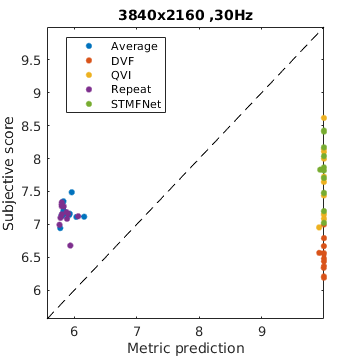 3840x2160 ,30Hz
Average
DVF
QVI
Repeat
STMFNet
Subjective score
9.5
9
8.5
8
7.5
7
6.5
6
6 7 8 9
Metric prediction